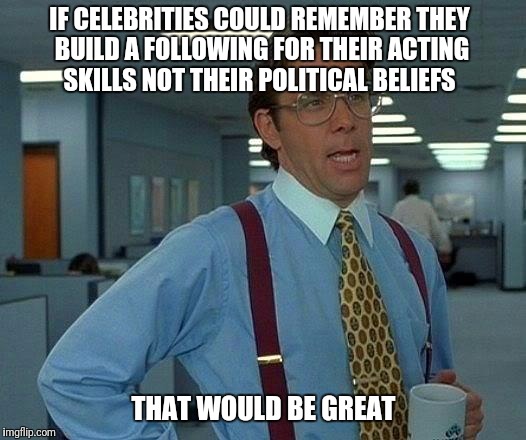 IF CELEBRITIES COULD REMEMBER THEY
BUILD A FOLLOWING FOR THEIR ACTING
SKILLS NOT THEIR POLITICAL BELIEFS
THAT WOULD BE GREAT
imgflip.com